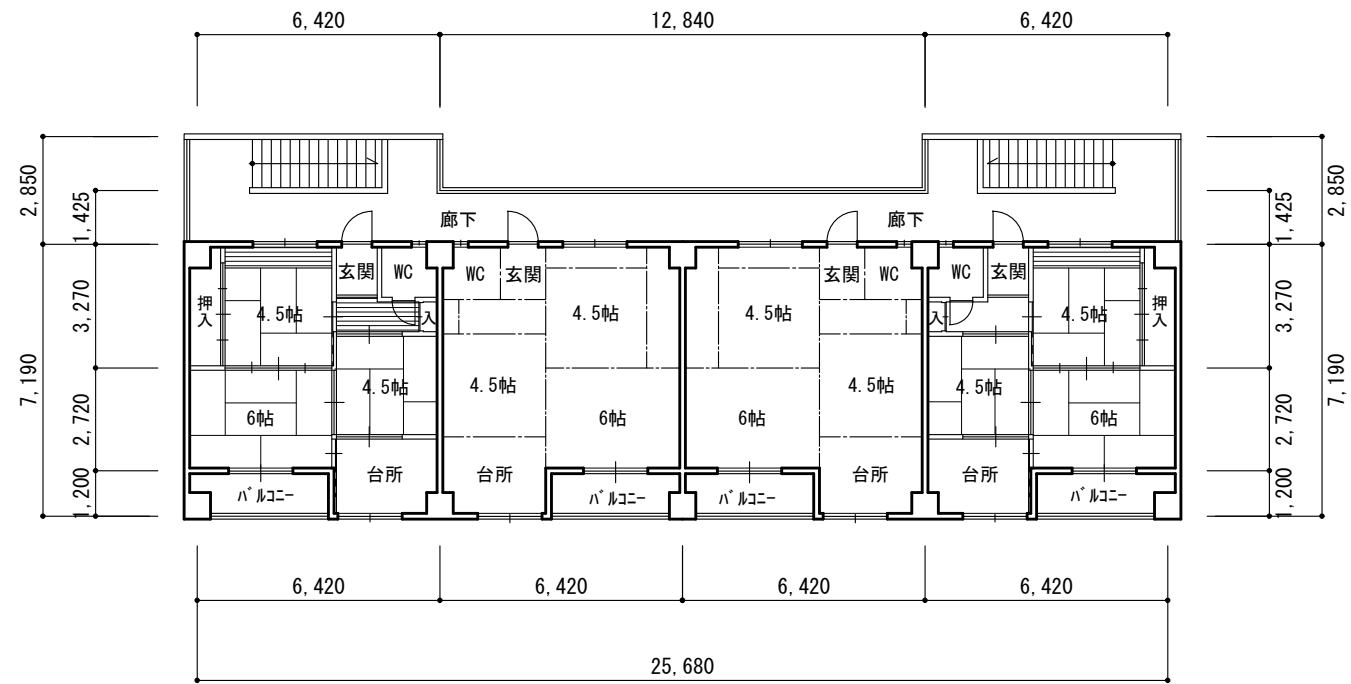 6,420
12,840
6,420
2,850
1,425
1,425
2,850
廊下
廊下
玄関
WC
WC
玄関
玄関
WC
WC
玄関
押入
4.5帖
入
4.5帖
4.5帖
入
4.5帖
押入
7,190
3,270
3,270
7,190
4.5帖
4.5帖
4.5帖
4.5帖
6帖
6帖
6帖
6帖
2,720
2,720
台所
台所
台所
台所
バルコニー
バルコニー
バルコニー
バルコニー
1,200
1,200
6,420
6,420
6,420
6,420
25,680